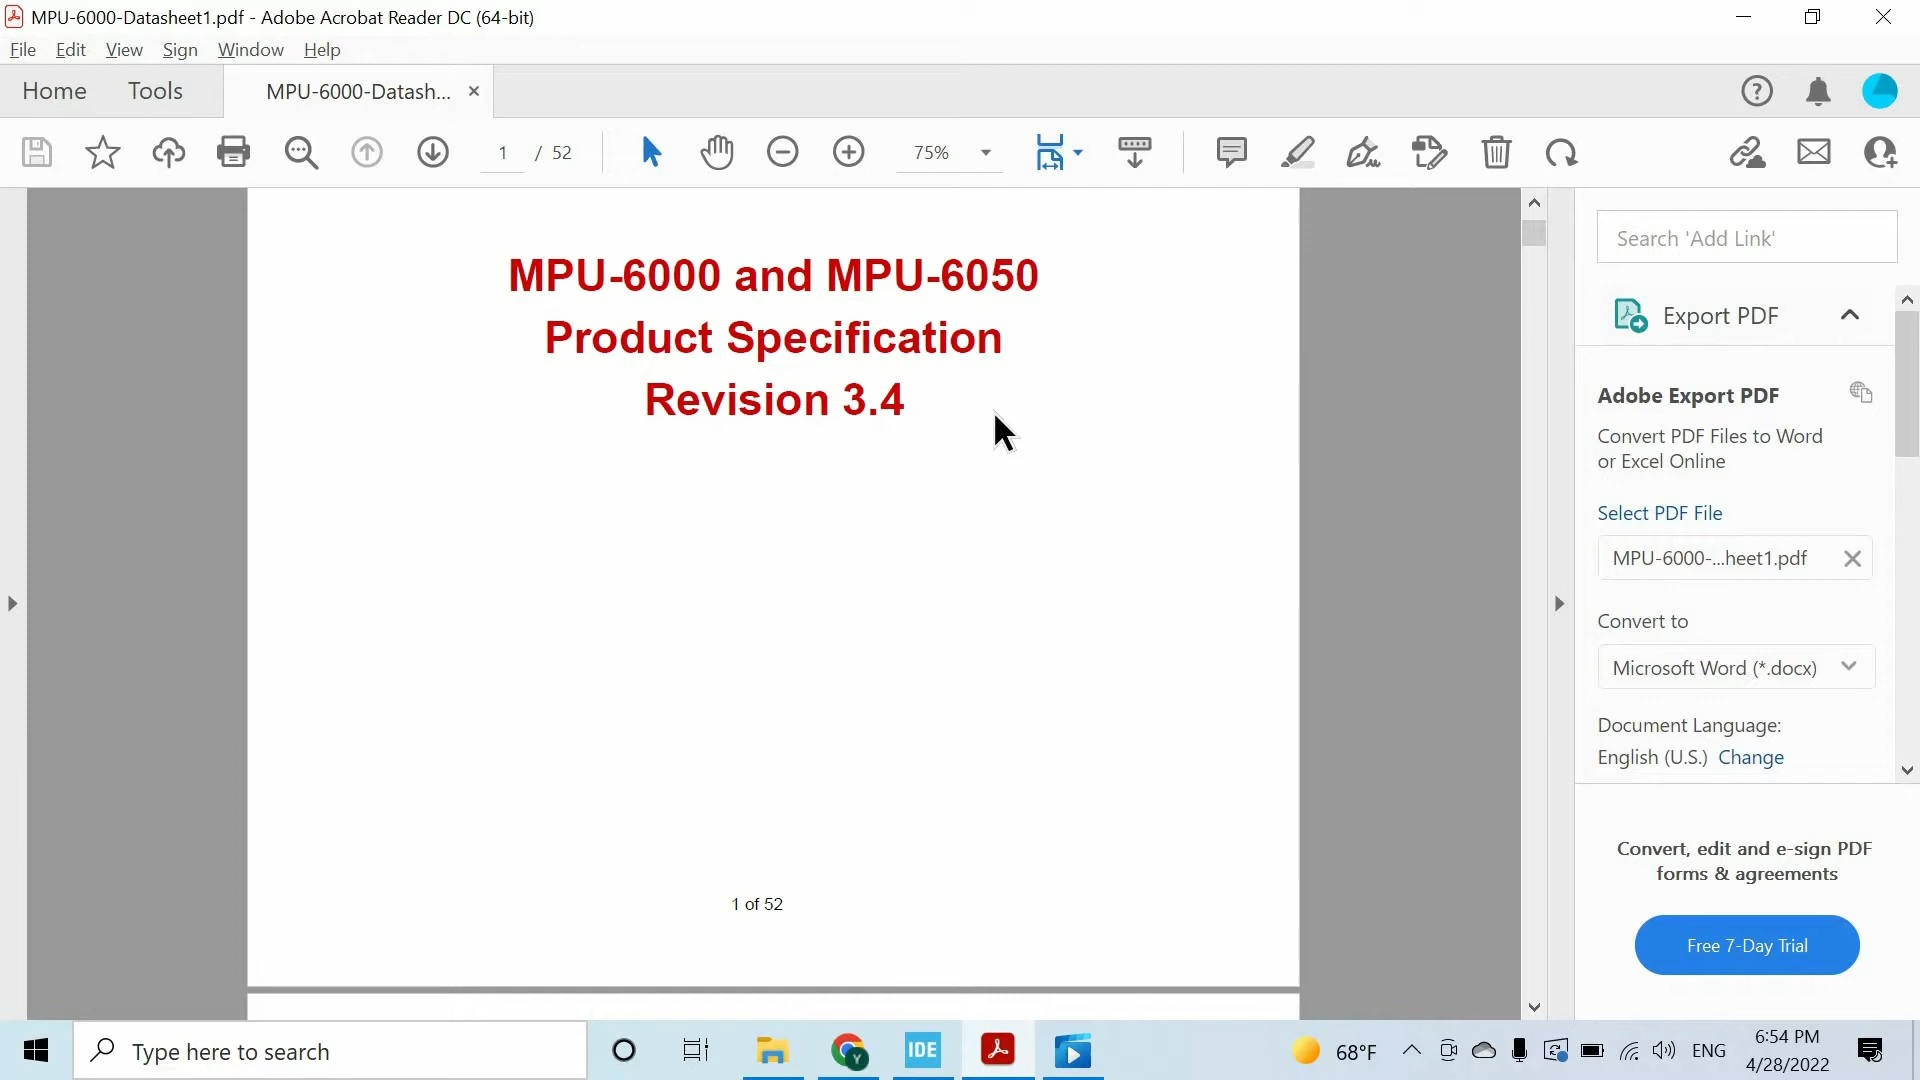 MPU-6000-Datasheet1.pdf - Adobe Acrobat Reader DC (64-bit)
File Edit View Sign Window Help
Home Tools MPU-6000-Datash...
1 / 52 75%
MPU-6000 and MPU-6050
Product Specification
Revision 3.4
1 of 52
Search 'Add Link'
Export PDF
Adobe Export PDF
Convert PDF Files to Word
or Excel Online
Select PDF File
MPU-6000-...heet1.pdf
Convert to
Microsoft Word (*.docx)
Document Language:
English (U.S.) Change
Convert, edit and e-sign PDF
forms & agreements
Free 7-Day Trial
Type here to search
IDE
Y
68°F
ENG
6:54 PM
4/28/2022